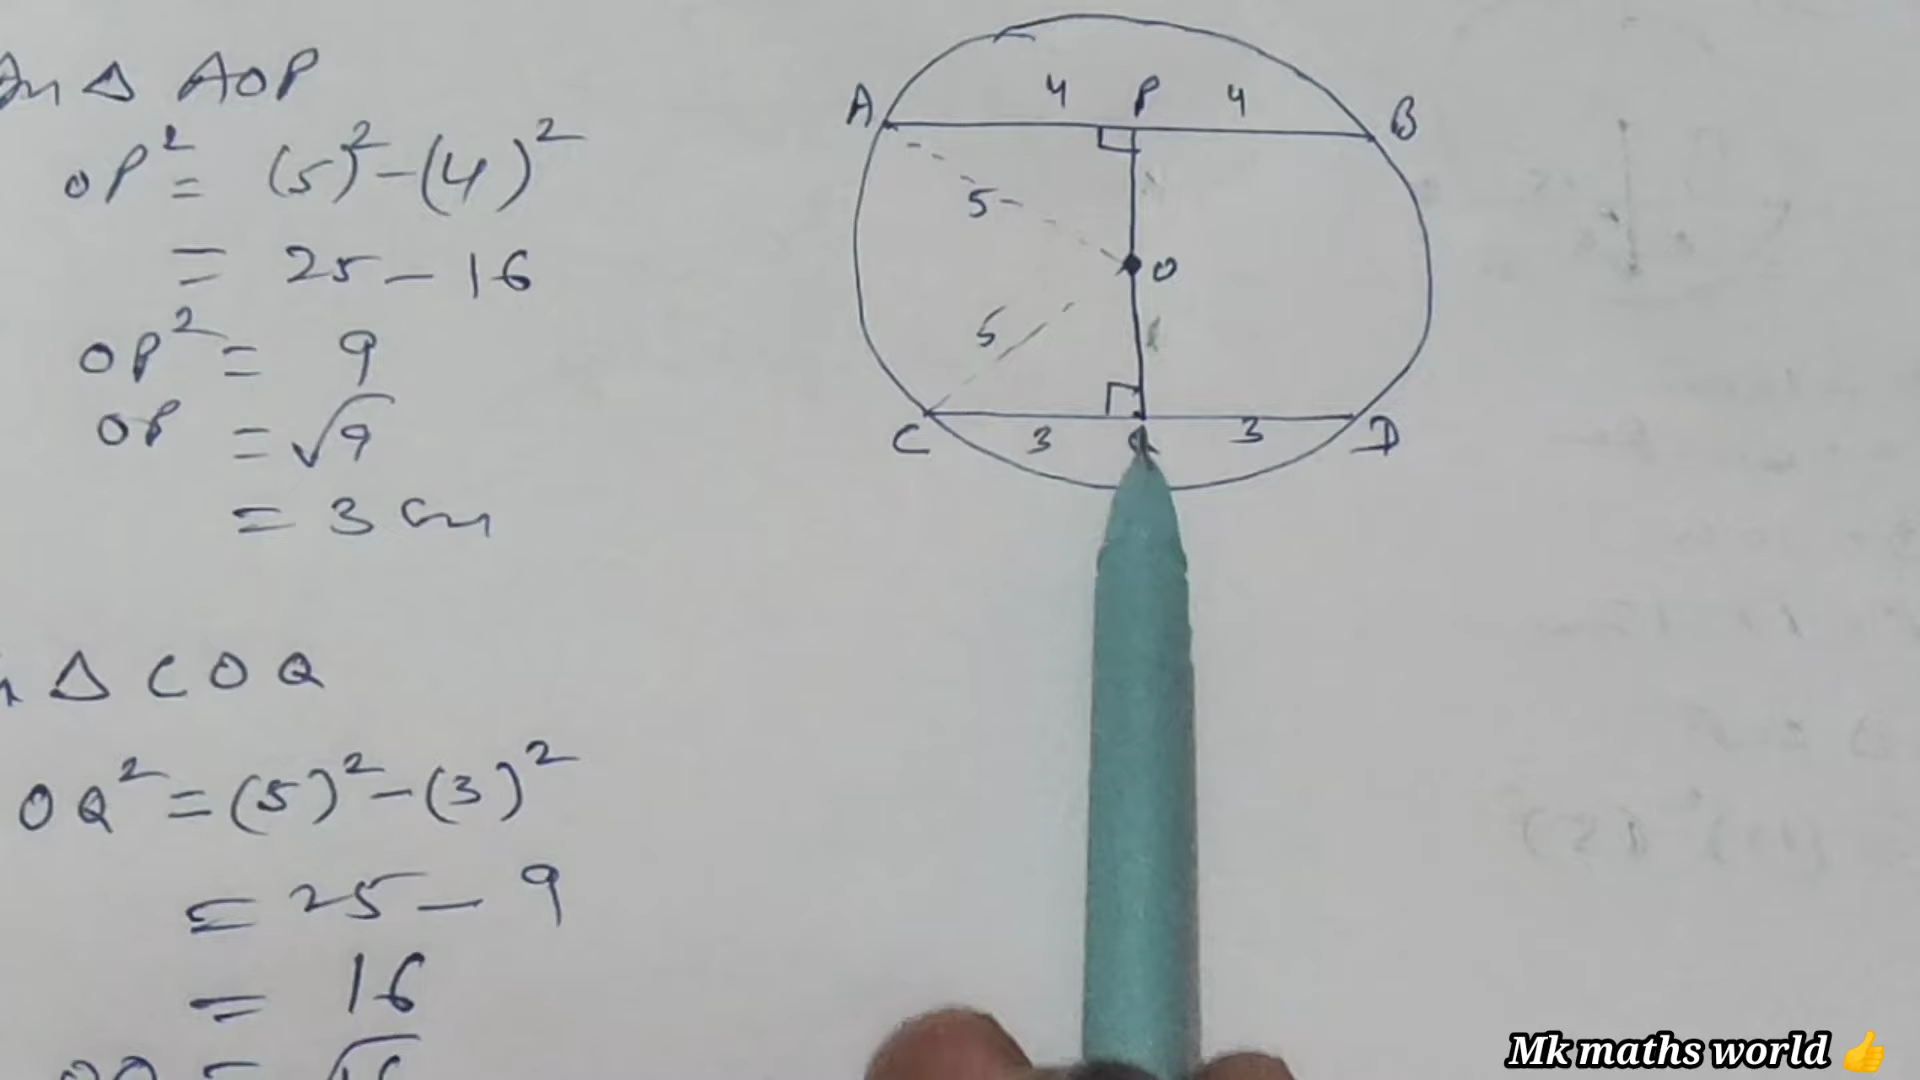 In △ AOP
OP² = (5)² - (4)²
= 25 - 16
OP² = 9
OP = √9
= 3 cm
△ COQ
OQ² = (5)² - (3)²
= 25 - 9
= 16
A 4 P 4 B
5
O
5
C 3 Q 3 D
Mk maths world 👍